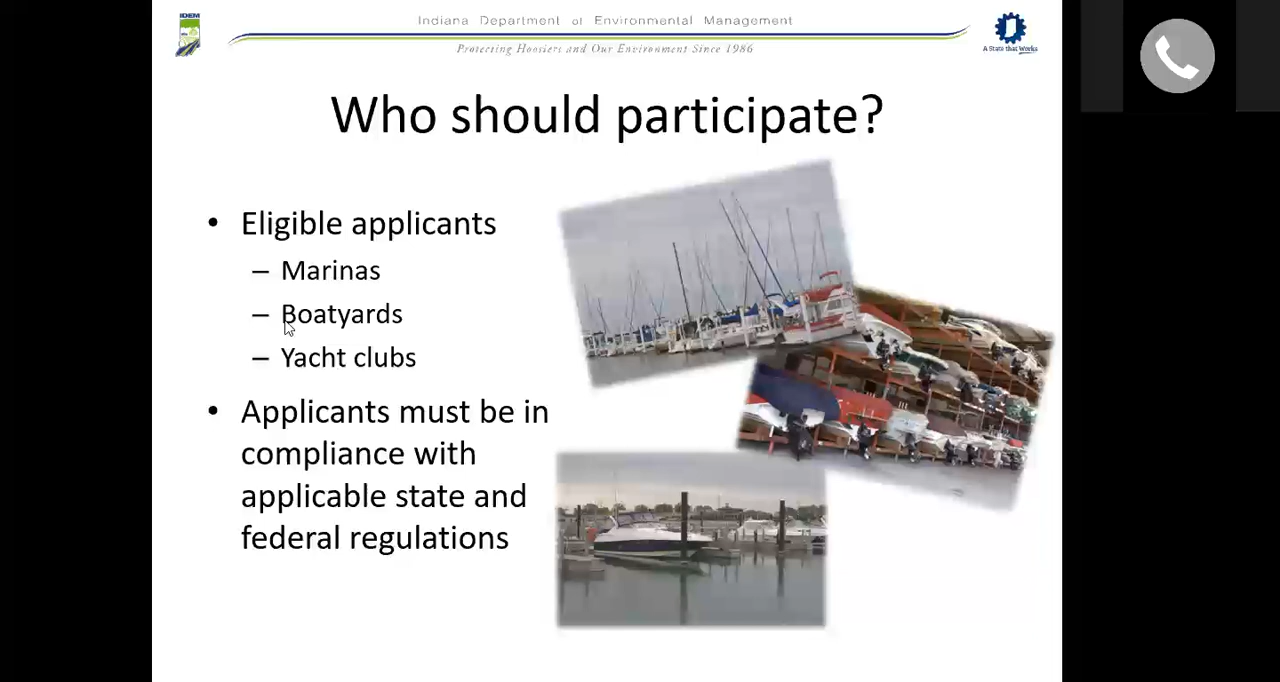 IDEM
Indiana Department of Environmental Management
Protecting Hoosiers and Our Environment Since 1986
A State that Works
Who should participate?
• Eligible applicants
– Marinas
– Boatyards
– Yacht clubs
• Applicants must be in
compliance with
applicable state and
federal regulations